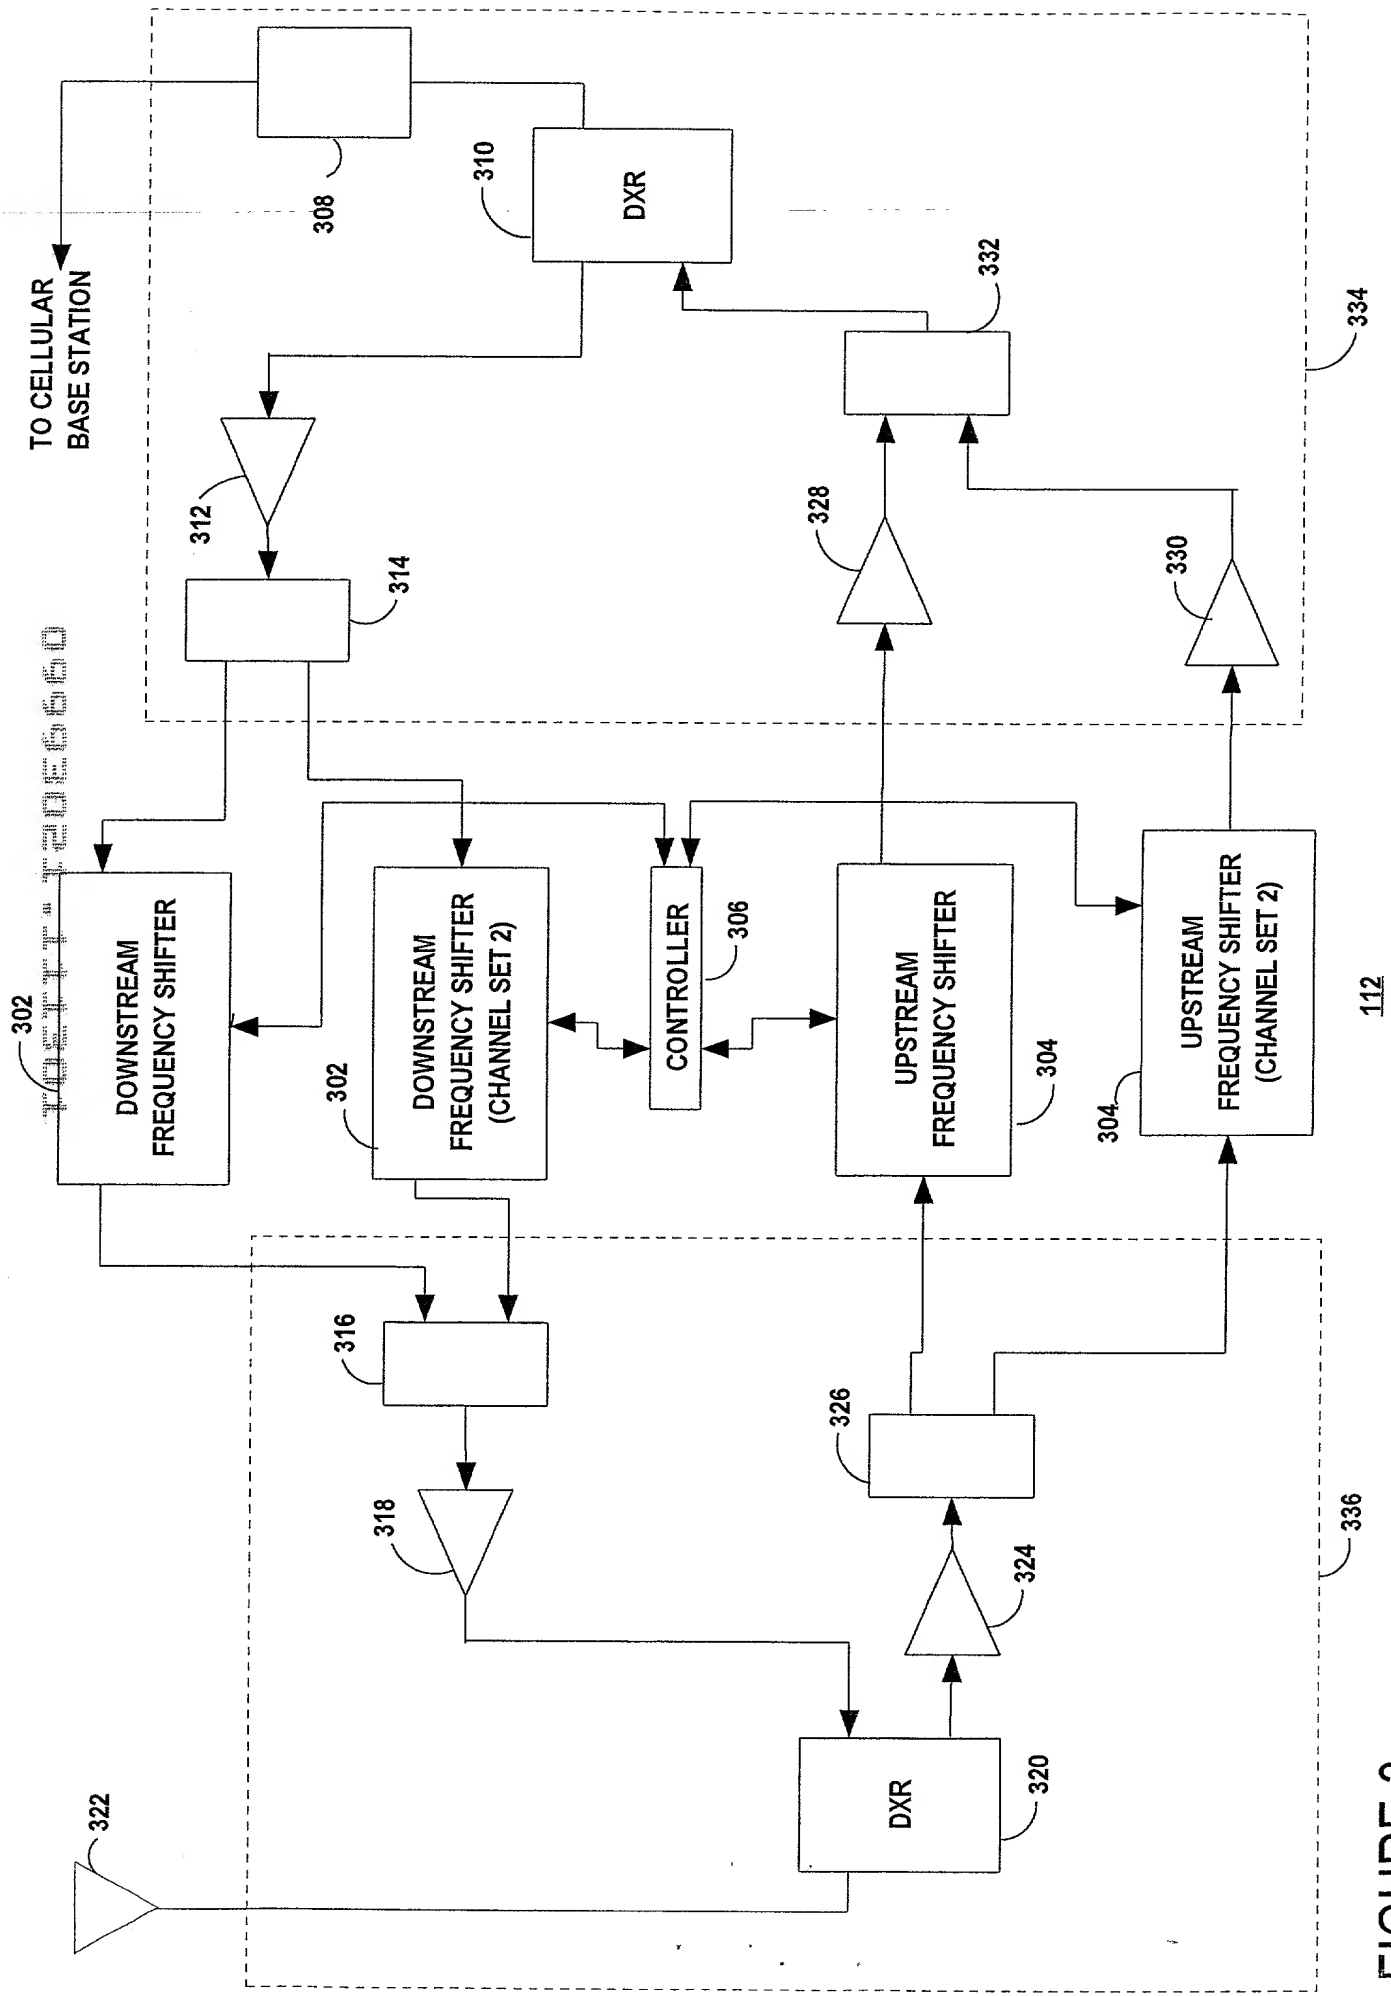 322
336
320
DXR
318
324
316
326
302
DOWNSTREAM
FREQUENCY SHIFTER
302
DOWNSTREAM
FREQUENCY SHIFTER
(CHANNEL SET 2)
CONTROLLER
306
UPSTREAM
FREQUENCY SHIFTER
304
304
UPSTREAM
FREQUENCY SHIFTER
(CHANNEL SET 2)
112
314
312
328
330
TO CELLULAR
BASE STATION
308
310
DXR
332
334
FIGURE